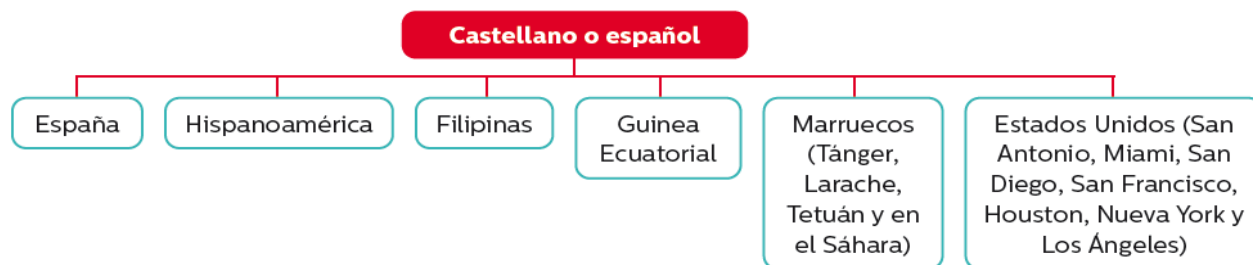 Castellano o español
España
Hispanoamérica
Filipinas
Guinea
Ecuatorial
Marruecos
(Tánger,
Larache,
Tetuán y en
el Sáhara)
Estados Unidos (San
Antonio, Miami, San
Diego, San Francisco,
Houston, Nueva York y
Los Ángeles)